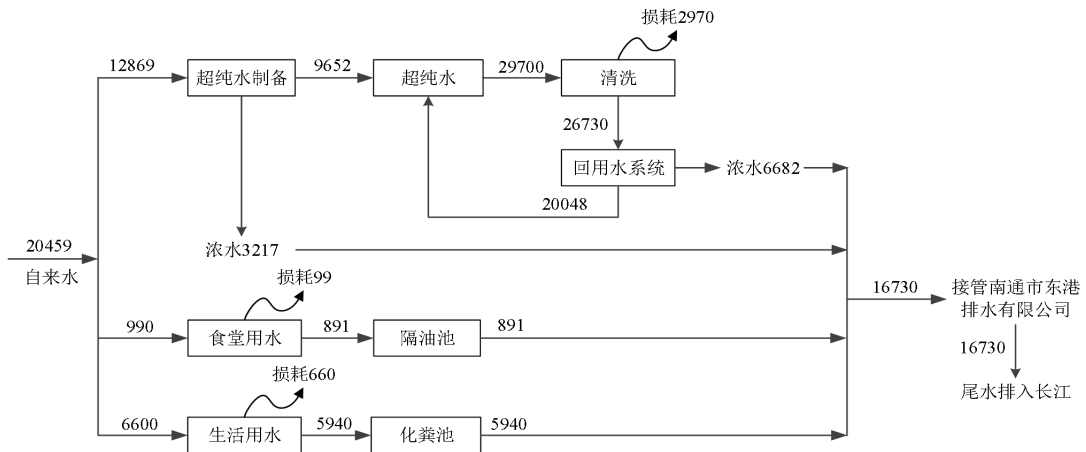 损耗2970
12869
超纯水制备
9652
超纯水
29700
清洗
26730
回用水系统
浓水6682
20048
20459
自来水
浓水3217
损耗99
16730
接管南通市东港
排水有限公司
990
食堂用水
891
隔油池
891
16730
损耗660
尾水排入长江
6600
生活用水
5940
化粪池
5940